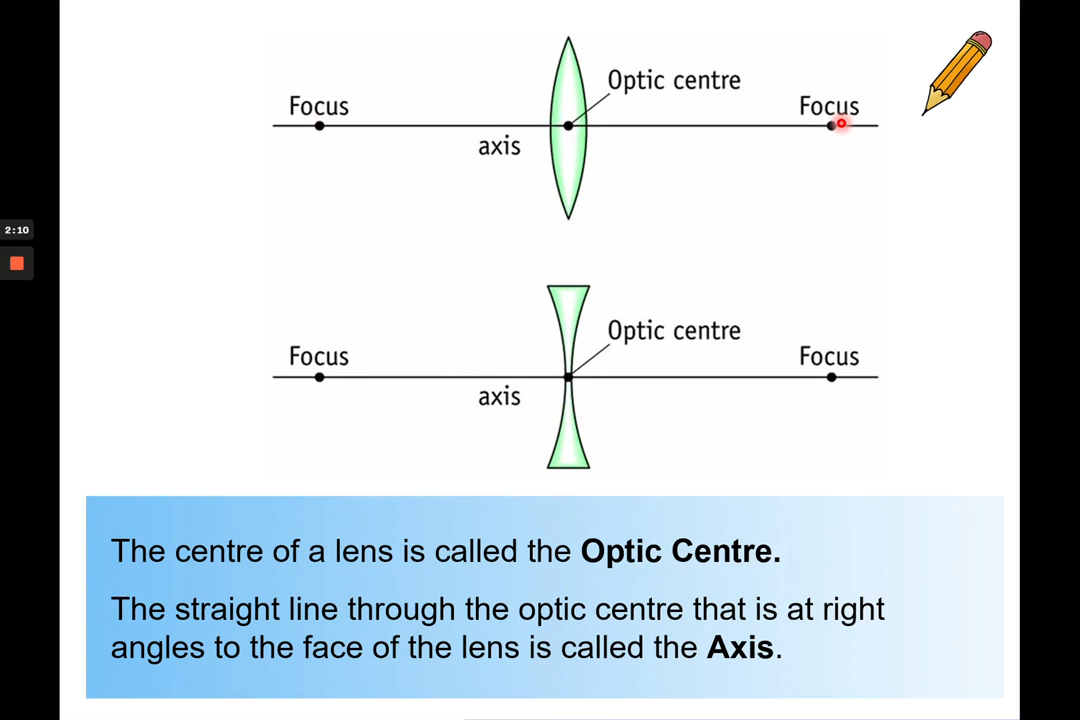 Optic centre
Focus
Focus
axis
2:10
Optic centre
Focus
Focus
axis
The centre of a lens is called the Optic Centre.
The straight line through the optic centre that is at right
angles to the face of the lens is called the Axis.